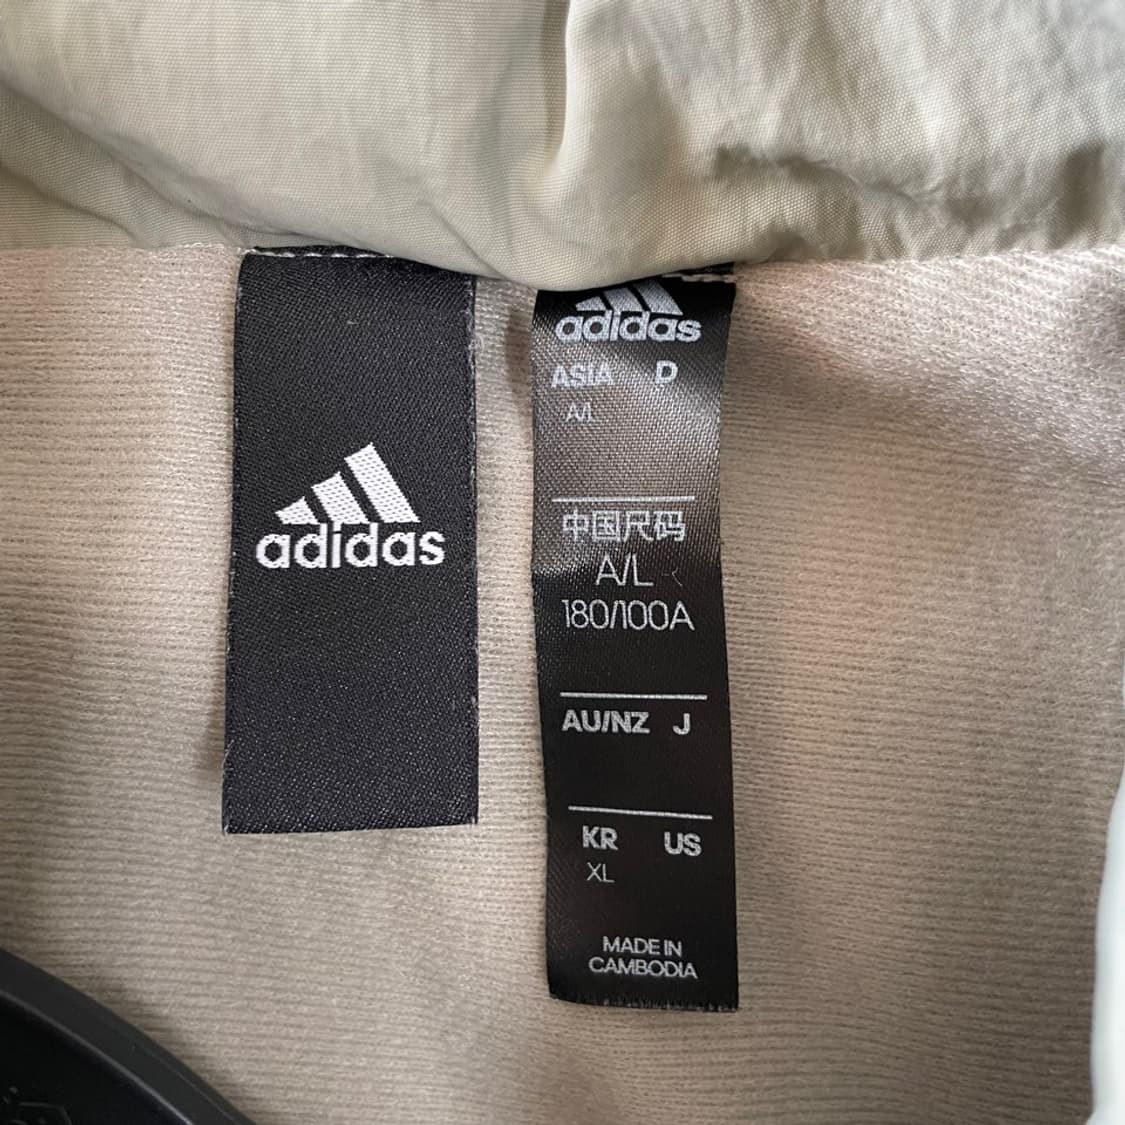 adidas
adidas
ASIA D
A/L
中国尺码
A/L
180/100A
AU/NZ J
KR US
XL
MADE IN
CAMBODIA